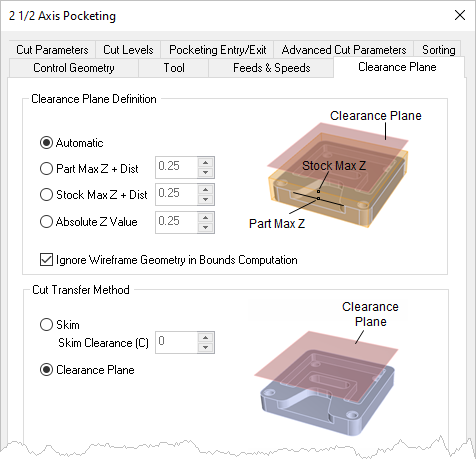 2 1/2 Axis Pocketing
Cut Parameters Cut Levels Pocketing Entry/Exit Advanced Cut Parameters Sorting
Control Geometry Tool Feeds & Speeds Clearance Plane
Clearance Plane Definition
Clearance Plane
Automatic
Part Max Z + Dist 0.25
Stock Max Z
Stock Max Z + Dist 0.25
Absolute Z Value 0.25
Part Max Z
Ignore Wireframe Geometry in Bounds Computation
Cut Transfer Method
Clearance
Plane
Skim
Skim Clearance (C) 0
Clearance Plane